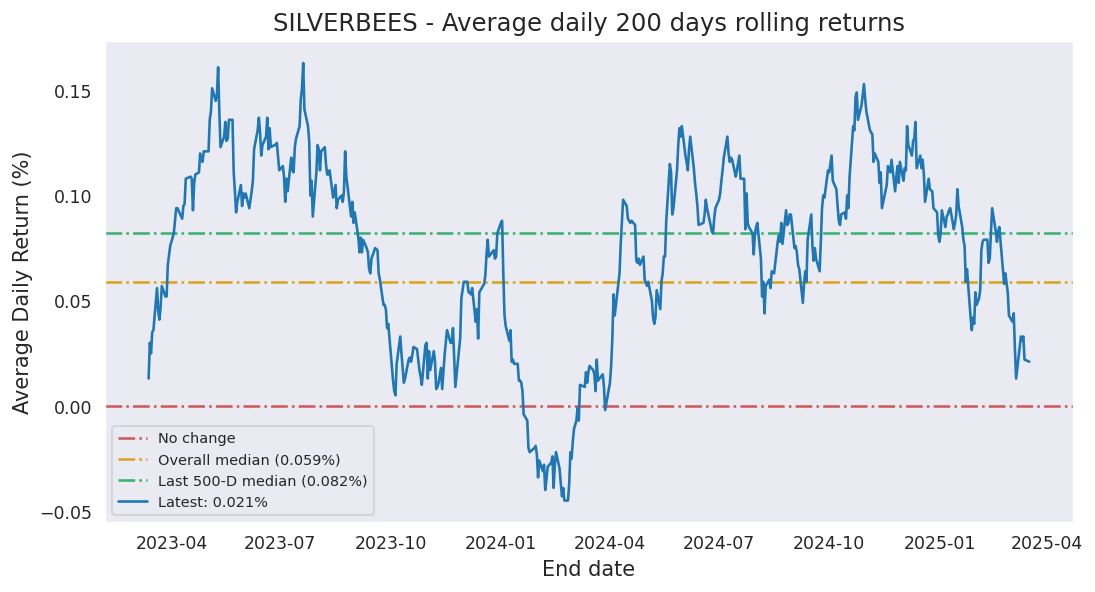 SILVERBEES - Average daily 200 days rolling returns
Average Daily Return (%)
0.15
0.10
0.05
0.00
−0.05
No change
Overall median (0.059%)
Last 500-D median (0.082%)
Latest: 0.021%
2023-04 2023-07 2023-10 2024-01 2024-04 2024-07 2024-10 2025-01 2025-04
End date